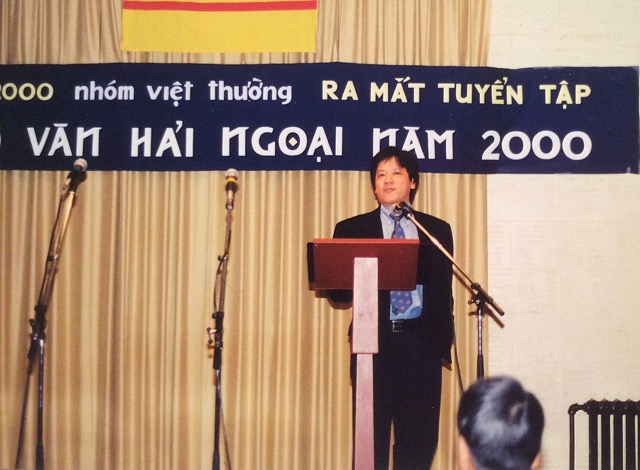 2000 nhóm việt thường RA MẮT TUYỂN TẬP
VĂN HẢI NGOẠI NĂM 2000